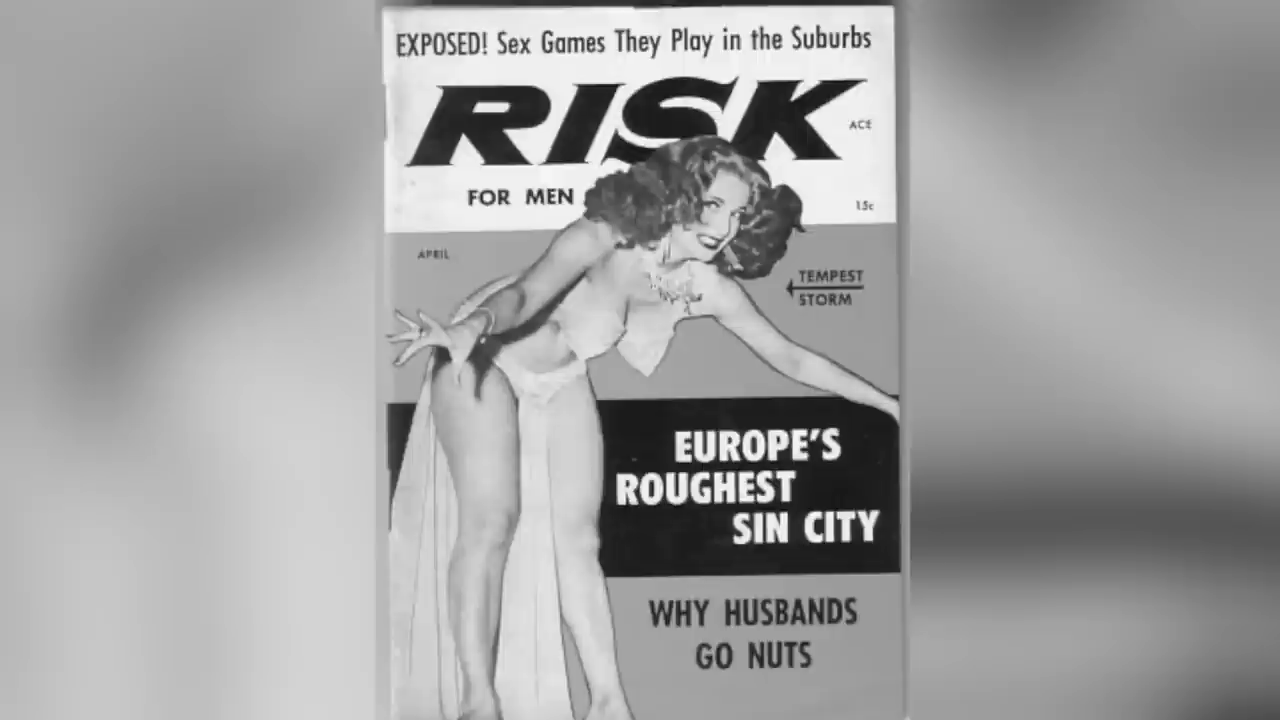 EXPOSED! Sex Games They Play in the Suburbs
RISK
ACE
FOR MEN
15c
APRIL
TEMPEST
STORM
EUROPE'S
ROUGHEST
SIN CITY
WHY HUSBANDS
GO NUTS